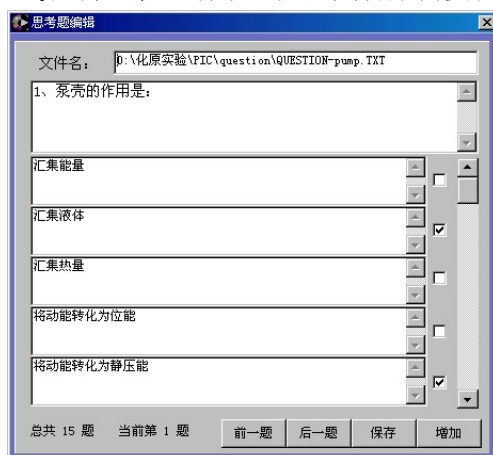 思考题编辑
文件名： D:\化原实验\PIC\question\QUESTION-pump.TXT
1、泵壳的作用是:
汇集能量
汇集液体
汇集热量
将动能转化为位能
将动能转化为静压能
总共 15 题 当前第 1 题 前一题 后一题 保存 增加